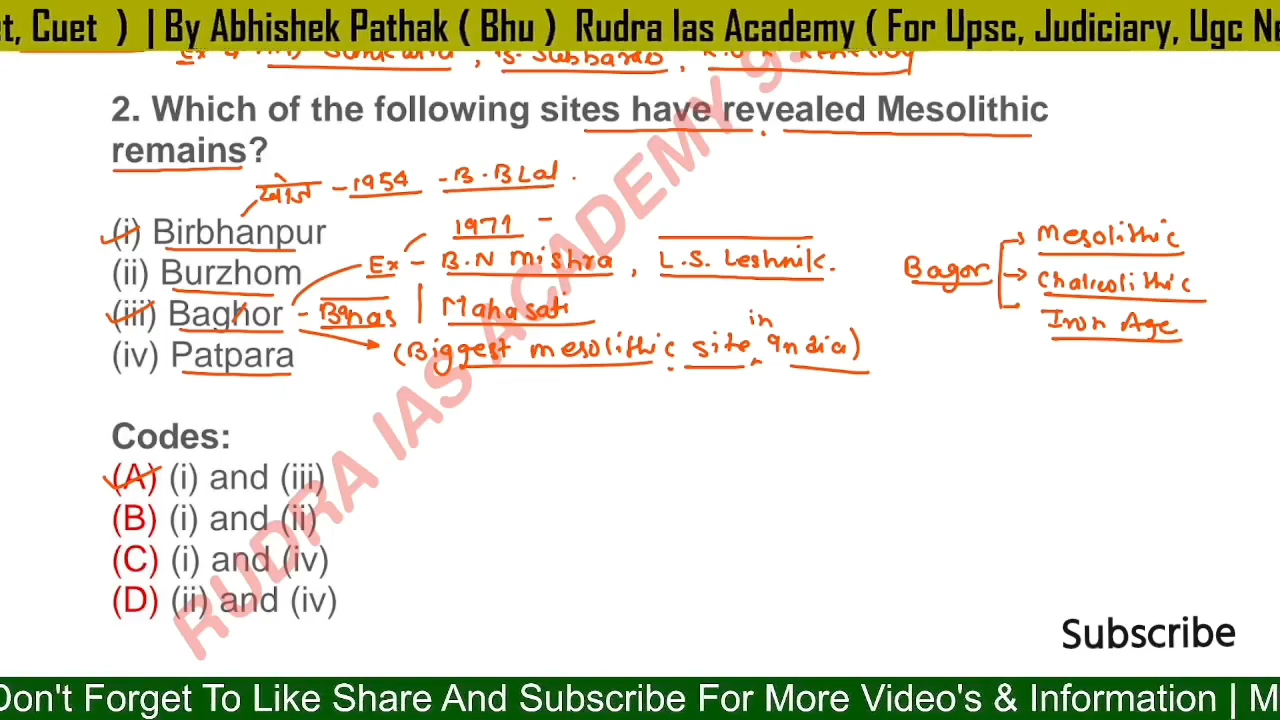 t, Cuet ) | By Abhishek Pathak ( Bhu ) Rudra Ias Academy ( For Upsc, Judiciary, Ugc Ne
2. Which of the following sites have revealed Mesolithic
remains?
खोज - 1954 - B.B Lal .
(i) Birbhanpur
1971 -
Mesolithic
(ii) Burzhom
Ex - B.N Mishra , L.S. Leshnik.
Bagor
Chalcolithic
(iii) Baghor - Banas | Mahasati
Iron Age
(iv) Patpara
(Biggest mesolithic site in India)
Codes:
(A) (i) and (iii)
(B) (i) and (ii)
(C) (i) and (iv)
(D) (ii) and (iv)
RUDRA IAS ACADEMY 9
Subscribe
Don't Forget To Like Share And Subscribe For More Video's & Information | M